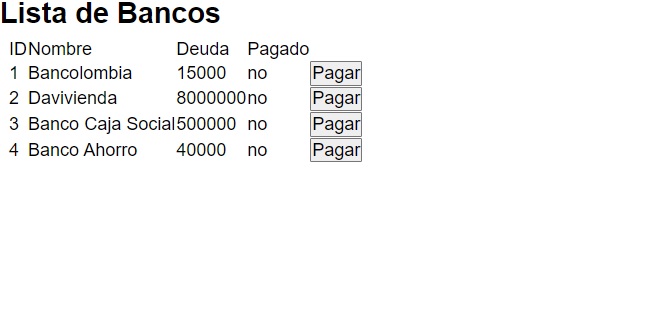 Lista de Bancos
ID Nombre Deuda Pagado
1 Bancolombia 15000 no Pagar
2 Davivienda 8000000 no Pagar
3 Banco Caja Social 500000 no Pagar
4 Banco Ahorro 40000 no Pagar